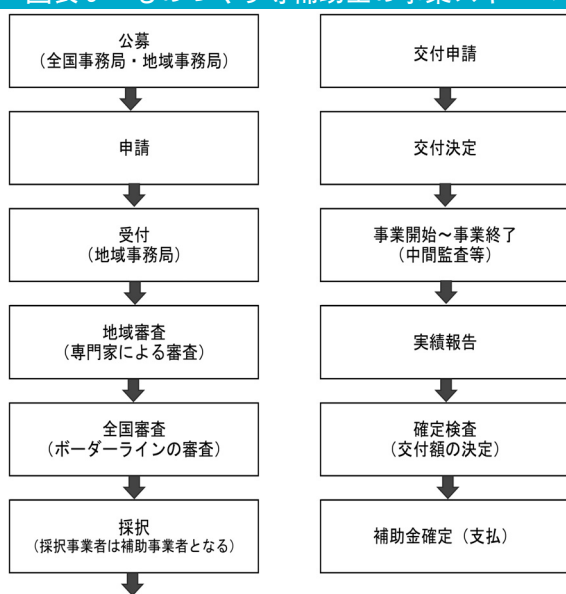 公募
(全国事務局・地域事務局)
申請
受付
(地域事務局)
地域審査
(専門家による審査)
全国審査
(ボーダーラインの審査)
採択
(採択事業者は補助事業者となる)
交付申請
交付決定
事業開始～事業終了
(中間監査等)
実績報告
確定検査
(交付額の決定)
補助金確定(支払)